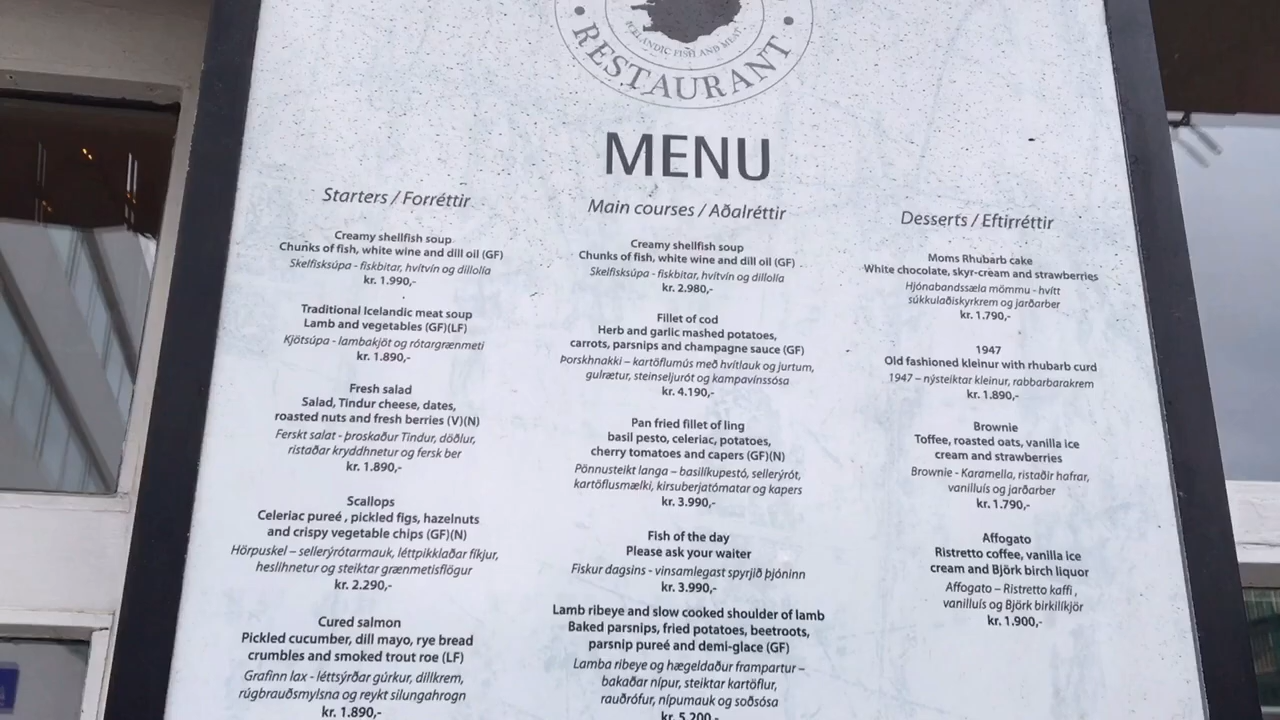 ICELANDIC FISH AND MEAT
RESTAURANT
MENU
Starters / Forréttir
Creamy shellfish soup
Chunks of fish, white wine and dill oil (GF)
Skelfisksúpa - fiskbitar, hvítvín og dillolía
kr. 1.990,-
Traditional Icelandic meat soup
Lamb and vegetables (GF)(LF)
Kjötsúpa - lambakjöt og rótargrænmeti
kr. 1.890,-
Fresh salad
Salad, Tindur cheese, dates,
roasted nuts and fresh berries (V)(N)
Ferskt salat - þroskaður Tindur, döðlur,
ristaðar kryddhnetur og fersk ber
kr. 1.890,-
Scallops
Celeriac pureé , pickled figs, hazelnuts
and crispy vegetable chips (GF)(N)
Hörpuskel – sellerýrótarmauk, léttpikklaðar fíkjur,
heslihnetur og steiktar grænmetisflögur
kr. 2.290,-
Cured salmon
Pickled cucumber, dill mayo, rye bread
crumbles and smoked trout roe (LF)
Grafinn lax - léttsýrðar gúrkur, dillkrem,
rúgbrauðsmylsna og reykt silungahrogn
kr. 1.890,-
Main courses / Aðalréttir
Creamy shellfish soup
Chunks of fish, white wine and dill oil (GF)
Skelfisksúpa - fiskbitar, hvítvín og dillolía
kr. 2.980,-
Fillet of cod
Herb and garlic mashed potatoes,
carrots, parsnips and champagne sauce (GF)
Þorskhnakki – kartöflumús með hvítlauk og jurtum,
gulrætur, steinseljurót og kampavínssósa
kr. 4.190,-
Pan fried fillet of ling
basil pesto, celeriac, potatoes,
cherry tomatoes and capers (GF)(N)
Pönnusteikt langa – basilíkupestó, sellerýrót,
kartöflusmælki, kirsuberjatómatar og kapers
kr. 3.990,-
Fish of the day
Please ask your waiter
Fiskur dagsins - vinsamlegast spyrjið þjóninn
kr. 3.990,-
Lamb ribeye and slow cooked shoulder of lamb
Baked parsnips, fried potatoes, beetroots,
parsnip pureé and demi-glace (GF)
Lamba ribeye og hægeldaður frampartur –
bakaðar nípur, steiktar kartöflur,
rauðrófur, nípumauk og soðsósa
kr. 5.200,-
Desserts / Eftirréttir
Moms Rhubarb cake
White chocolate, skyr-cream and strawberries
Hjónabandssæla mömmu - hvítt
súkkulaðiskyrkrem og jarðarber
kr. 1.790,-
1947
Old fashioned kleinur with rhubarb curd
1947 – nýsteiktar kleinur, rabbarbarakrem
kr. 1.890,-
Brownie
Toffee, roasted oats, vanilla ice
cream and strawberries
Brownie - Karamella, ristaðir hafrar,
vanilluís og jarðarber
kr. 1.790,-
Affogato
Ristretto coffee, vanilla ice
cream and Björk birch liquor
Affogato – Ristretto kaffi ,
vanilluís og Björk birkilíkjör
kr. 1.900,-